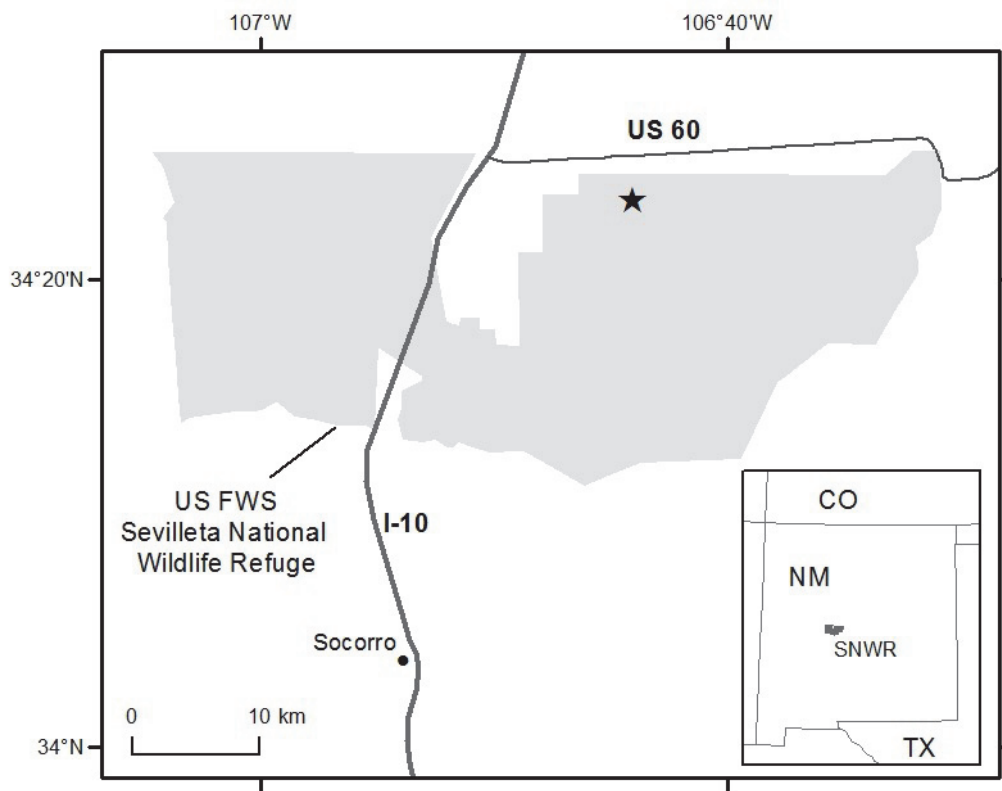 107°W
106°40'W
US 60
34°20'N
US FWS
Sevilleta National
Wildlife Refuge
I-10
CO
NM
SNWR
TX
Socorro
0 10 km
34°N